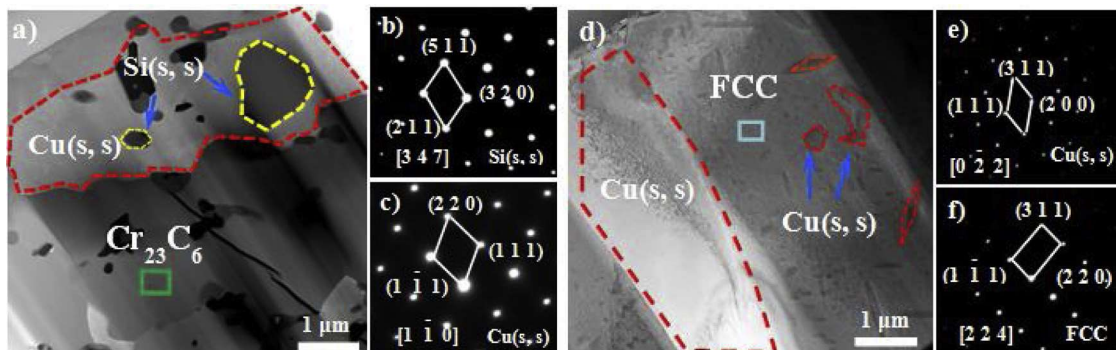 a)
Si(s, s)
Cu(s, s)
Cr₂₃C₆
1 μm
b)
(5 1 1)
(3 2 0)
(2 1 1)
[3 4 7]
Si(s, s)
c)
(2 2 0)
(1 1 1)
(1 1̄ 1)
[1 1̄ 0]
Cu(s, s)
d)
FCC
Cu(s, s)
Cu(s, s)
1 μm
e)
(3 1 1)
(1 1 1)
(2 0 0)
[0 2̄ 2]
Cu(s, s)
f)
(3 1 1)
(1 1̄ 1)
(2 2̄ 0)
[2 2 4]
FCC